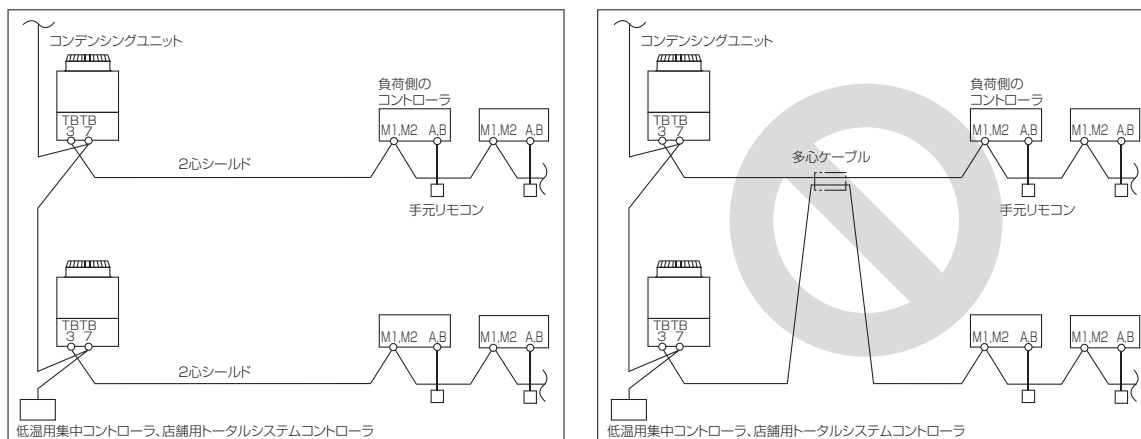 コンデンシングユニット
負荷側の
コントローラ
TBTB
3 7
M1,M2 A,B
M1,M2 A,B
2心シールド
手元リモコン
TBTB
3 7
M1,M2 A,B
M1,M2 A,B
2心シールド
低温用集中コントローラ、店舗用トータルシステムコントローラ
コンデンシングユニット
負荷側の
コントローラ
TBTB
3 7
M1,M2 A,B
M1,M2 A,B
多心ケーブル
手元リモコン
TBTB
3 7
M1,M2 A,B
M1,M2 A,B
低温用集中コントローラ、店舗用トータルシステムコントローラ